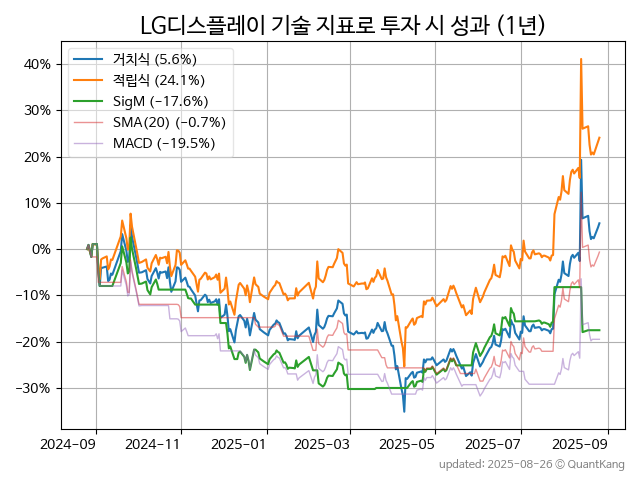 LG디스플레이 기술 지표로 투자 시 성과 (1년)
거치식 (5.6%)
적립식 (24.1%)
SigM (−17.6%)
SMA(20) (−0.7%)
MACD (−19.5%)
40%
30%
20%
10%
0%
−10%
−20%
−30%
2024-09 2024-11 2025-01 2025-03 2025-05 2025-07 2025-09
updated: 2025-08-26 © QuantKang